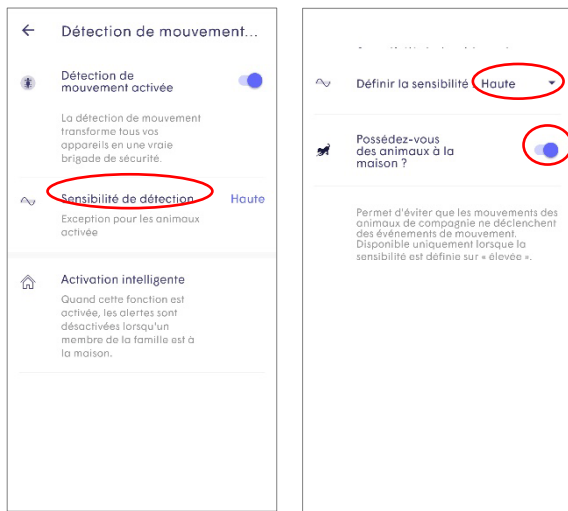 Détection de mouvement...
Détection de
mouvement activée
La détection de mouvement
transforme tous vos
appareils en une vraie
brigade de sécurité.
Sensibilité de détection
Haute
Exception pour les animaux
activée
Activation intelligente
Quand cette fonction est
activée, les alertes sont
désactivées lorsqu'un
membre de la famille est à
la maison.
Définir la sensibilité
Haute
Possédez-vous
des animaux à la
maison ?
Permet d'éviter que les mouvements des
animaux de compagnie ne déclenchent
des événements de mouvement.
Disponible uniquement lorsque la
sensibilité est définie sur « élevée ».